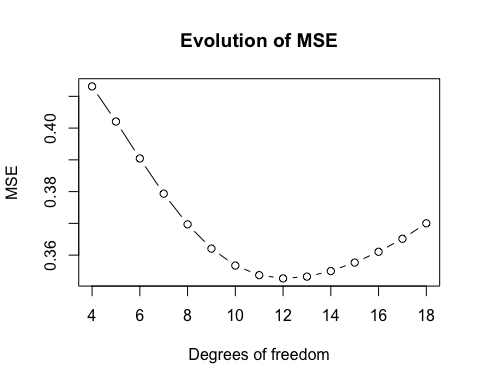 Evolution of MSE
MSE
0.40
0.38
0.36
4 6 8 10 12 14 16 18
Degrees of freedom